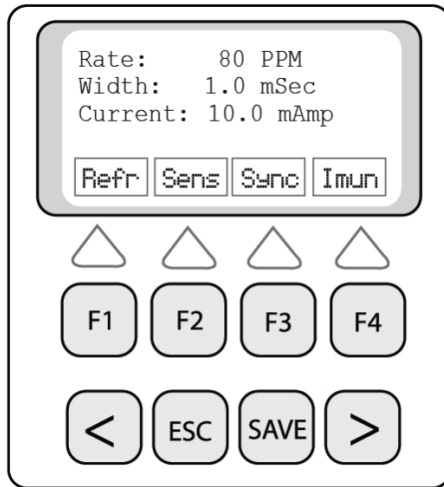 Rate: 80 PPM
Width: 1.0 mSec
Current: 10.0 mAmp
Refr Sens Sync Imun
F1 F2 F3 F4
< ESC SAVE >